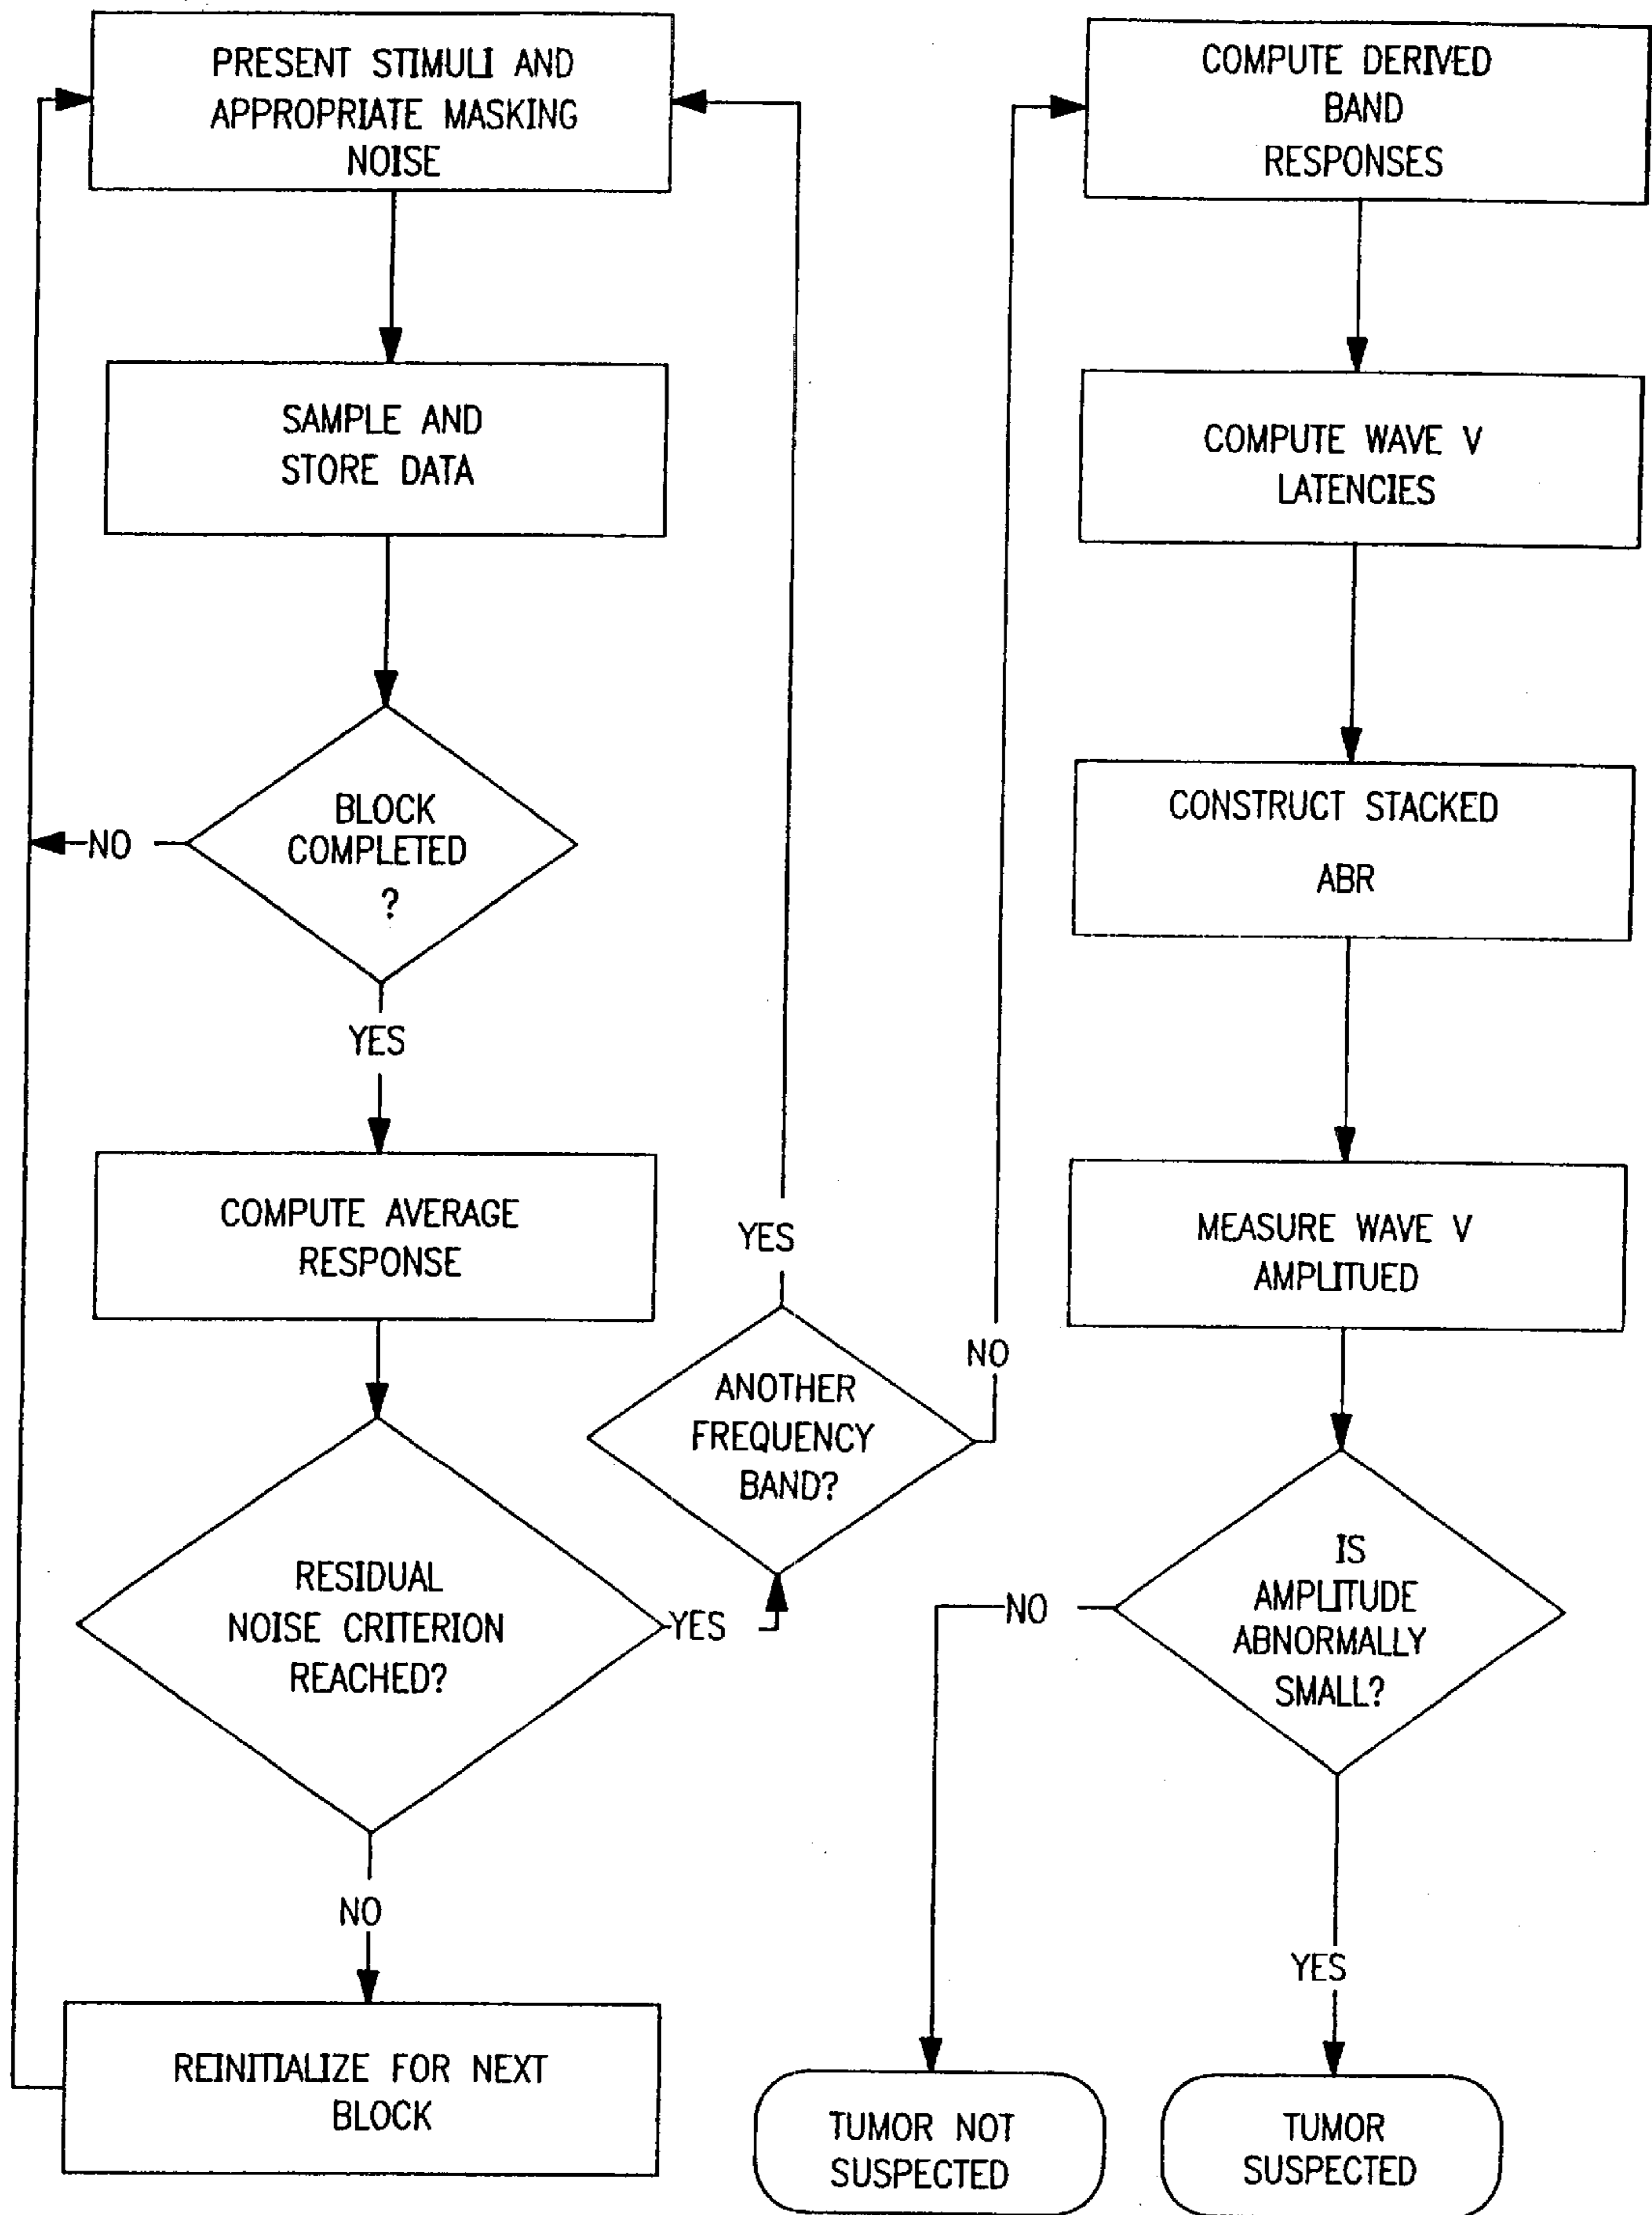 PRESENT STIMULI AND
APPROPRIATE MASKING
NOISE
SAMPLE AND
STORE DATA
BLOCK
COMPLETED
?
NO
YES
COMPUTE AVERAGE
RESPONSE
RESIDUAL
NOISE CRITERION
REACHED?
YES
NO
REINITIALIZE FOR NEXT
BLOCK
ANOTHER
FREQUENCY
BAND?
YES
NO
COMPUTE DERIVED
BAND
RESPONSES
COMPUTE WAVE V
LATENCIES
CONSTRUCT STACKED
ABR
MEASURE WAVE V
AMPLITUED
IS
AMPLITUDE
ABNORMALLY
SMALL?
NO
YES
TUMOR NOT
SUSPECTED
TUMOR
SUSPECTED